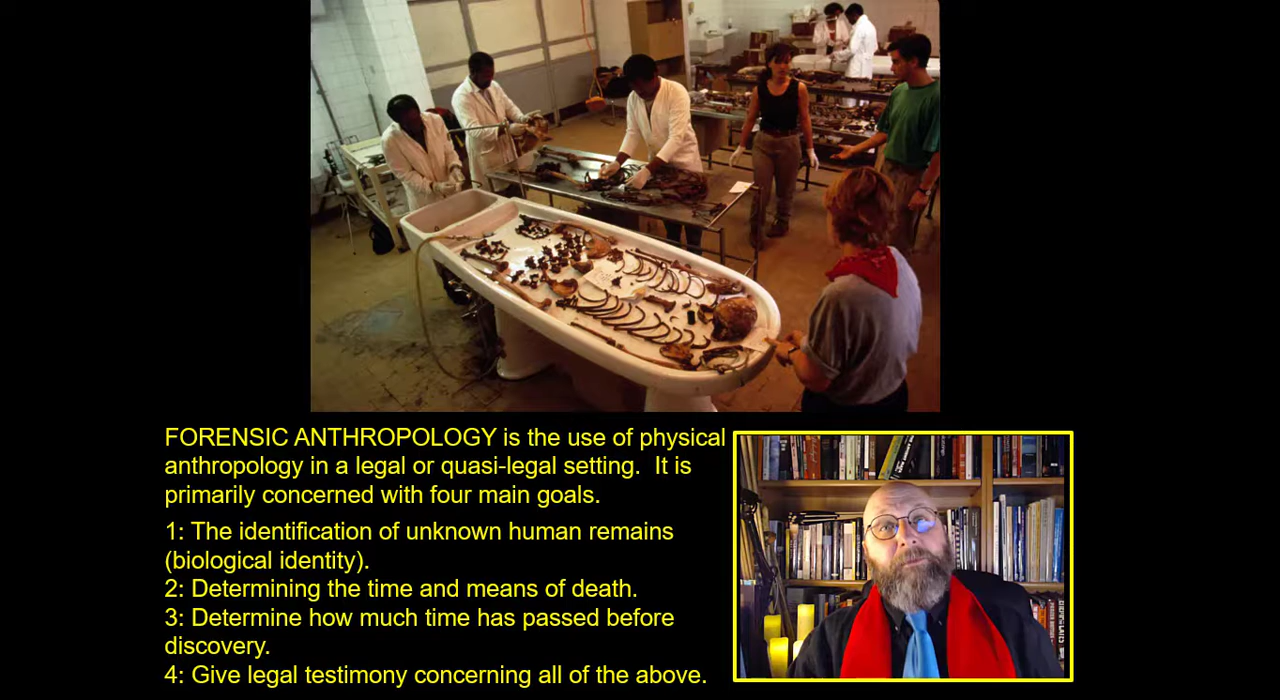 FORENSIC ANTHROPOLOGY is the use of physical
anthropology in a legal or quasi-legal setting.  It is
primarily concerned with four main goals.
1: The identification of unknown human remains
(biological identity).
2: Determining the time and means of death.
3: Determine how much time has passed before
discovery.
4: Give legal testimony concerning all of the above.